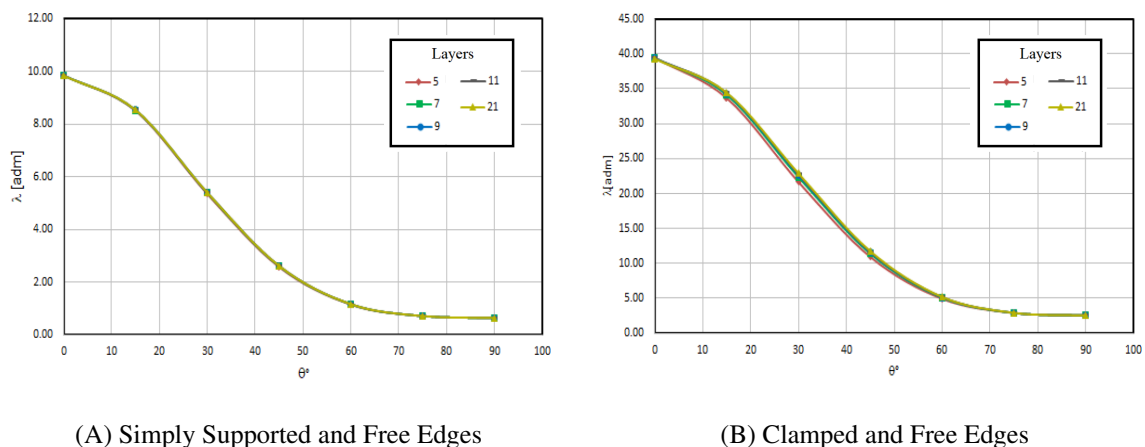 12.00
10.00
8.00
6.00
4.00
2.00
0.00
λ [adm]
0 10 20 30 40 50 60 70 80 90 100
θº
Layers
5 11
7 21
9
(A) Simply Supported and Free Edges
45.00
40.00
35.00
30.00
25.00
20.00
15.00
10.00
5.00
0.00
λ[adm]
0 10 20 30 40 50 60 70 80 90 100
θº
Layers
5 11
7 21
9
(B) Clamped and Free Edges